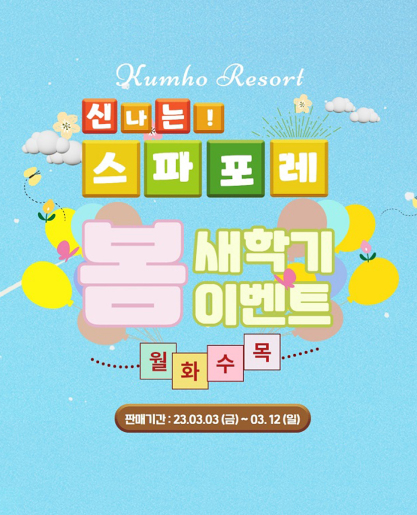 Kumho Resort
신나는!
스파포레
봄 새학기
이벤트
월화수목
판매기간 : 23.03.03 (금) ~ 03. 12 (일)